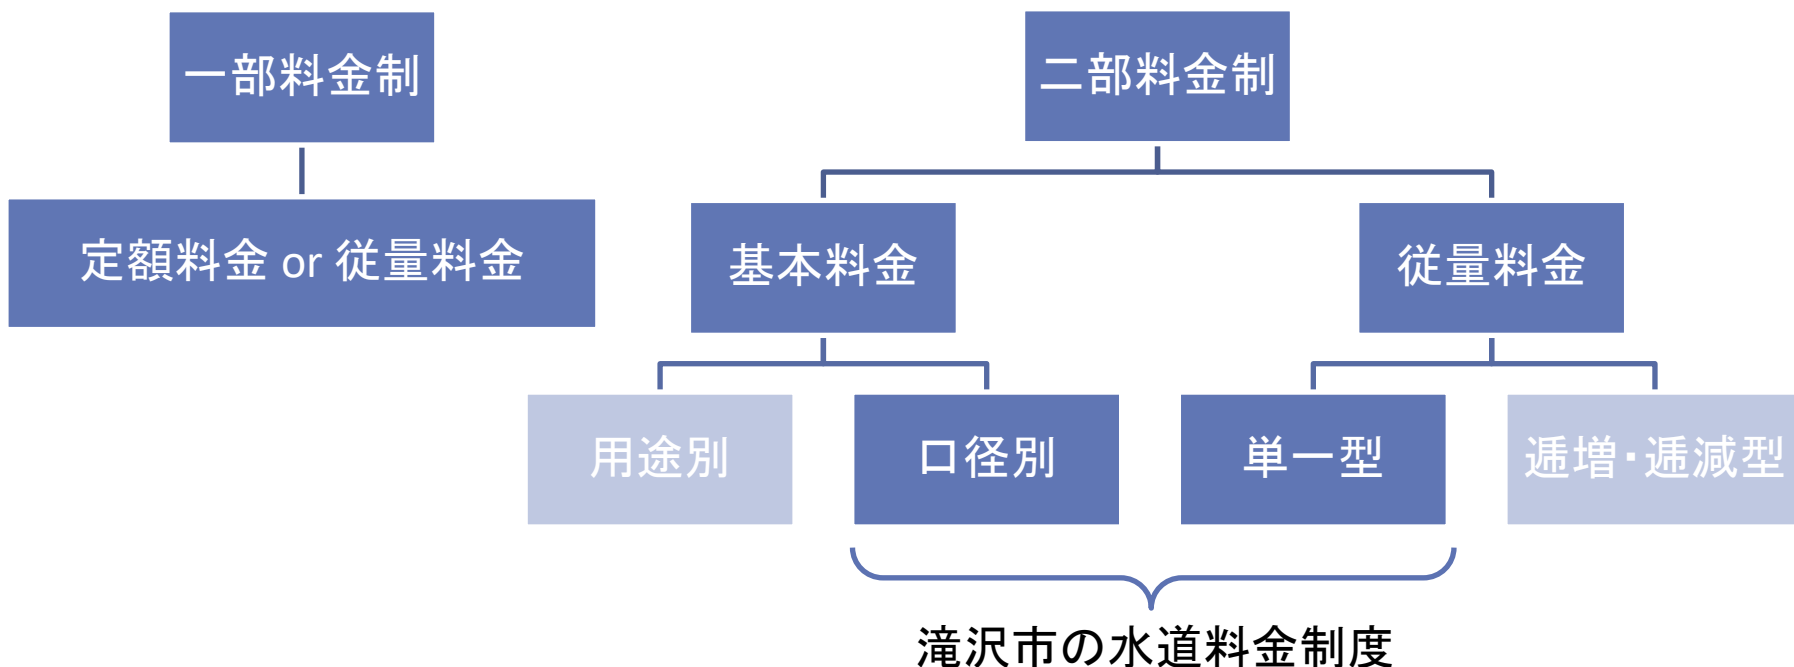 一部料金制
二部料金制
定額料金 or 従量料金
基本料金
従量料金
用途別
口径別
単一型
逓増・逓減型
滝沢市の水道料金制度